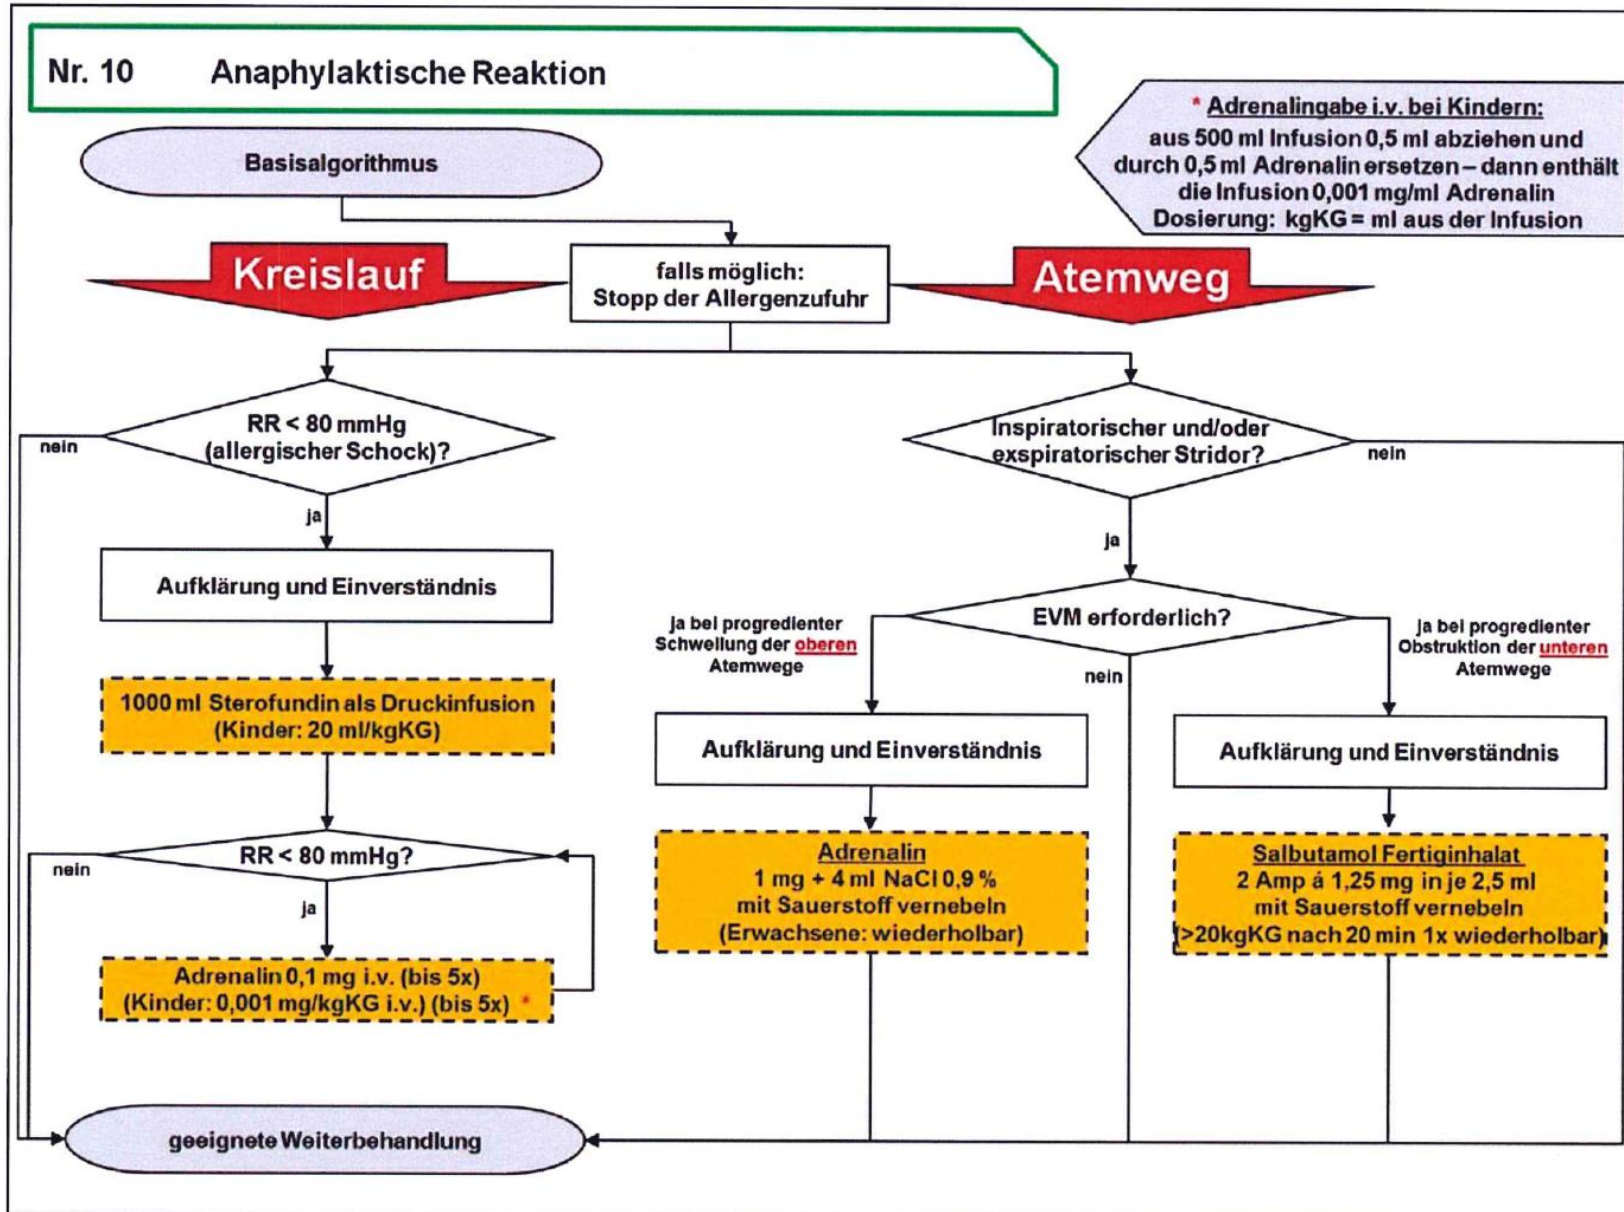 Nr. 10 Anaphylaktische Reaktion
* Adrenalingabe i.v. bei Kindern:
aus 500 ml Infusion 0,5 ml abziehen und
durch 0,5 ml Adrenalin ersetzen – dann enthält
die Infusion 0,001 mg/ml Adrenalin
Dosierung: kgKG = ml aus der Infusion
Basisalgorithmus
Kreislauf
falls möglich:
Stopp der Allergenzufuhr
Atemweg
RR < 80 mmHg
(allergischer Schock)?
nein
ja
Aufklärung und Einverständnis
1000 ml Sterofundin als Druckinfusion
(Kinder: 20 ml/kgKG)
RR < 80 mmHg?
nein
ja
Adrenalin 0,1 mg i.v. (bis 5x)
(Kinder: 0,001 mg/kgKG i.v.) (bis 5x) *
Inspiratorischer und/oder
exspiratorischer Stridor?
nein
ja
EVM erforderlich?
ja bei progredienter
Schwellung der oberen
Atemwege
nein
ja bei progredienter
Obstruktion der unteren
Atemwege
Aufklärung und Einverständnis
Adrenalin
1 mg + 4 ml NaCl 0,9 %
mit Sauerstoff vernebeln
(Erwachsene: wiederholbar)
Aufklärung und Einverständnis
Salbutamol Fertiginhalat
2 Amp á 1,25 mg in je 2,5 ml
mit Sauerstoff vernebeln
(>20kgKG nach 20 min 1x wiederholbar)
geeignete Weiterbehandlung